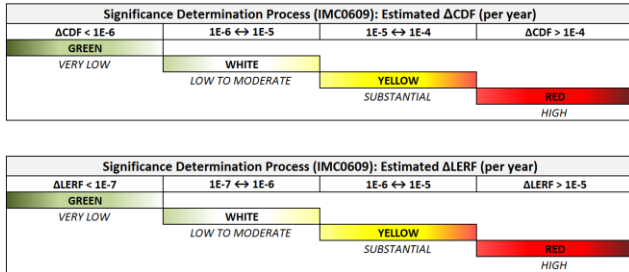 Significance Determination Process (IMC0609): Estimated ΔCDF (per year)
ΔCDF < 1E-6 1E-6 ↔ 1E-5 1E-5 ↔ 1E-4 ΔCDF > 1E-4
GREEN
VERY LOW WHITE
LOW TO MODERATE YELLOW
SUBSTANTIAL RED
HIGH
Significance Determination Process (IMC0609): Estimated ΔLERF (per year)
ΔLERF < 1E-7 1E-7 ↔ 1E-6 1E-6 ↔ 1E-5 ΔLERF > 1E-5
GREEN
VERY LOW WHITE
LOW TO MODERATE YELLOW
SUBSTANTIAL RED
HIGH